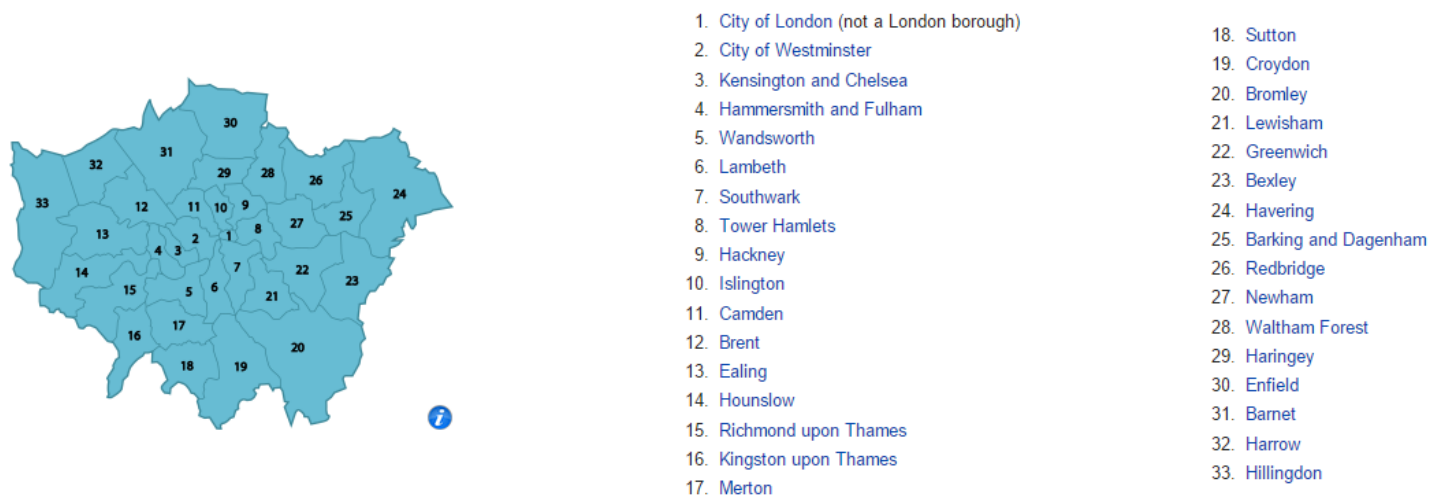 30
31
32
29
28
26
24
33
12
11
10
9
25
27
13
8
1
2
4
3
7
14
22
23
15
5
6
21
17
16
20
18
19
i
1. City of London (not a London borough)
2. City of Westminster
3. Kensington and Chelsea
4. Hammersmith and Fulham
5. Wandsworth
6. Lambeth
7. Southwark
8. Tower Hamlets
9. Hackney
10. Islington
11. Camden
12. Brent
13. Ealing
14. Hounslow
15. Richmond upon Thames
16. Kingston upon Thames
17. Merton
18. Sutton
19. Croydon
20. Bromley
21. Lewisham
22. Greenwich
23. Bexley
24. Havering
25. Barking and Dagenham
26. Redbridge
27. Newham
28. Waltham Forest
29. Haringey
30. Enfield
31. Barnet
32. Harrow
33. Hillingdon